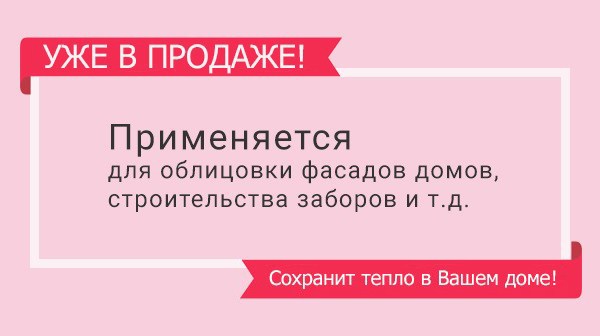 УЖЕ В ПРОДАЖЕ!
Применяется
для облицовки фасадов домов,
строительства заборов и т.д.
Сохранит тепло в Вашем доме!